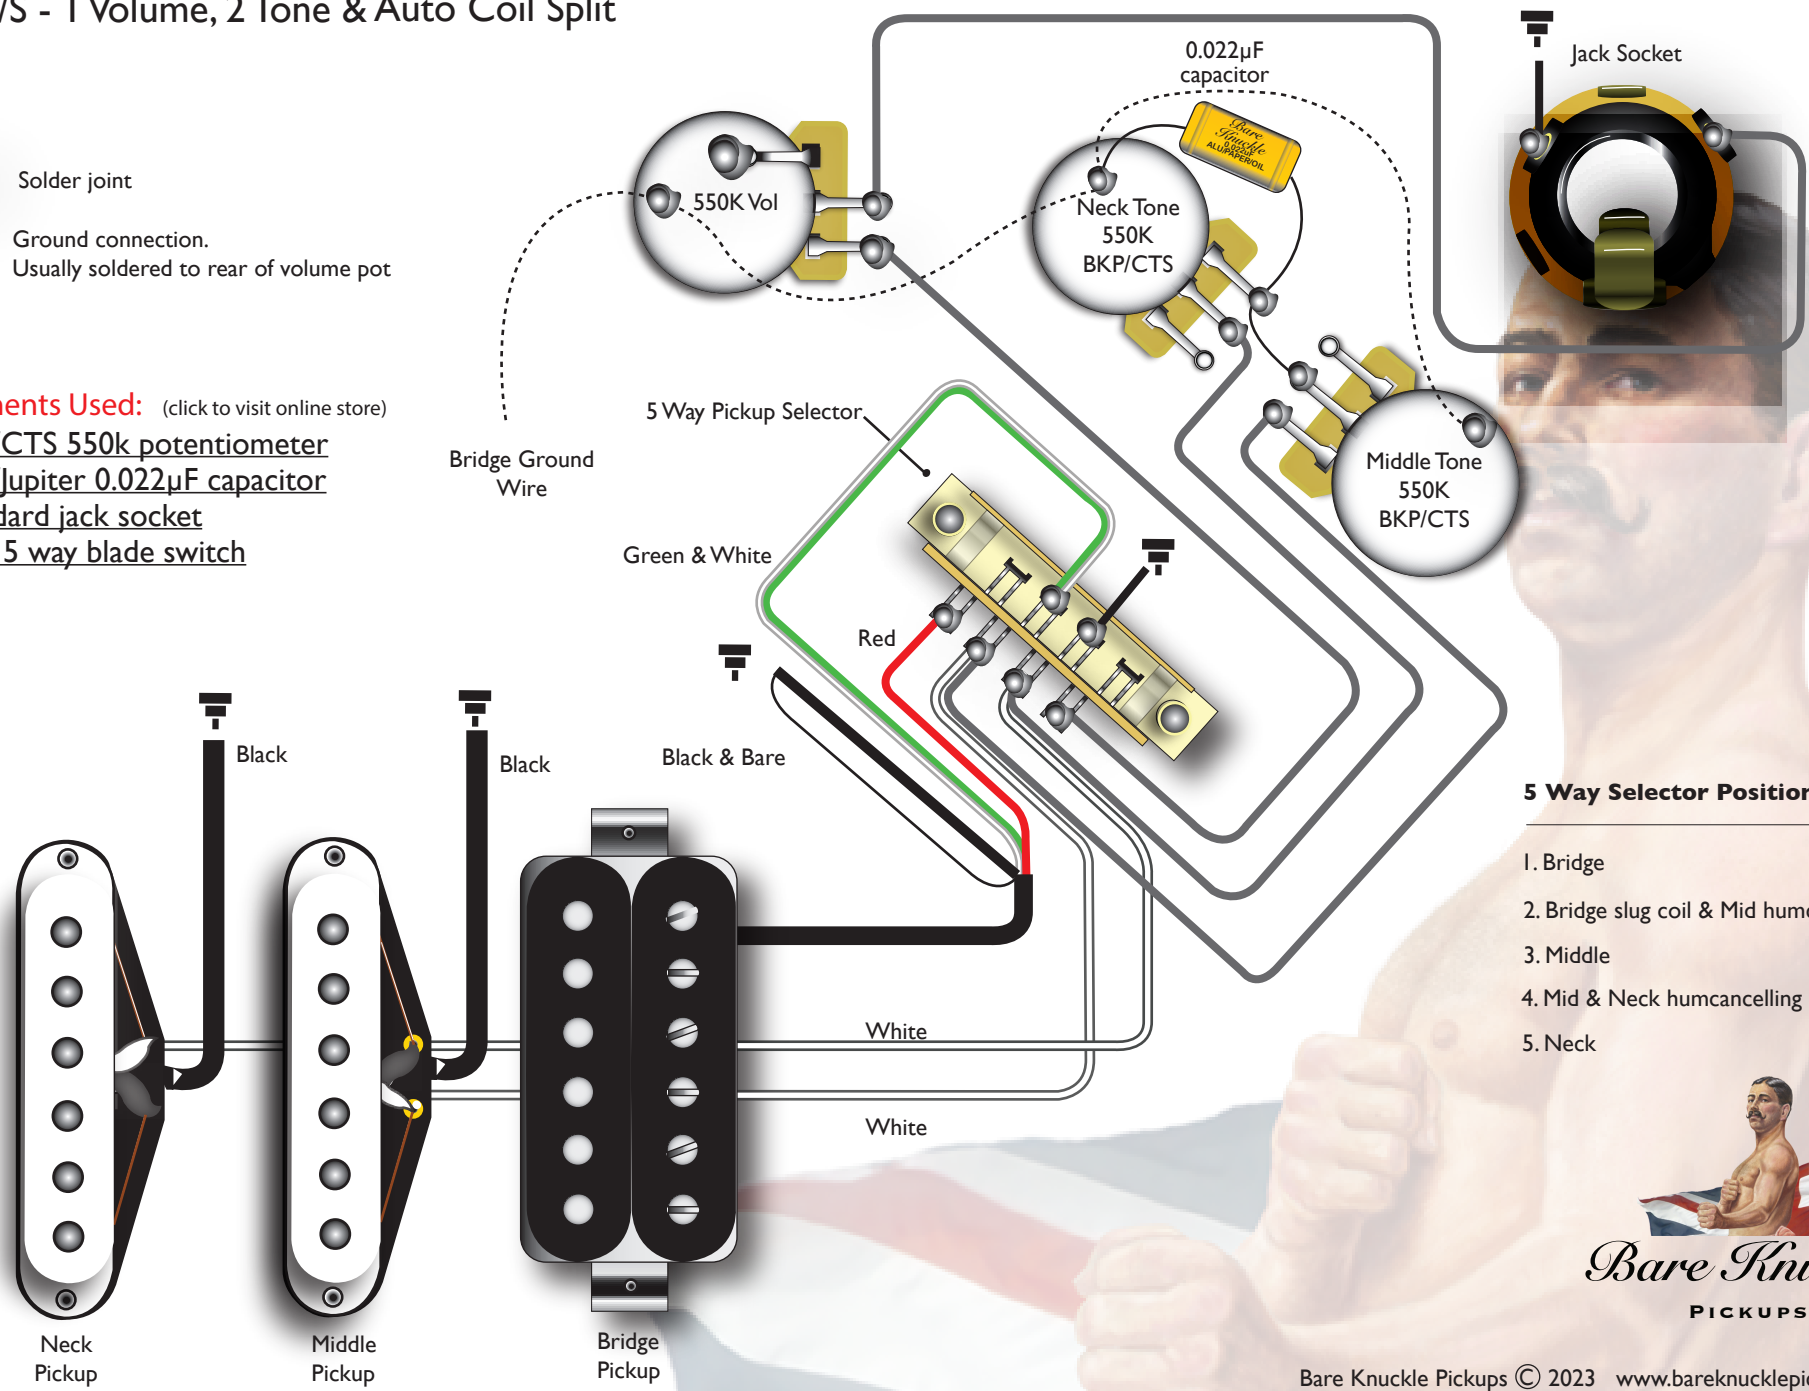 /S - 1 Volume, 2 Tone & Auto Coil Split
0.022µF
capacitor
Jack Socket
Bare
Knuckle
0.022uF
ALU/PAPER/OIL
Solder joint
550K Vol
Neck Tone
550K
BKP/CTS
Ground connection.
Usually soldered to rear of volume pot
ents Used: (click to visit online store)
/CTS 550k potentiometer
Jupiter 0.022µF capacitor
dard jack socket
5 way blade switch
5 Way Pickup Selector
Bridge Ground
Wire
Middle Tone
550K
BKP/CTS
Green & White
Red
Black
Black
Black & Bare
5 Way Selector Position
1. Bridge
2. Bridge slug coil & Mid humc
3. Middle
4. Mid & Neck humcancelling
5. Neck
White
White
Neck
Pickup
Middle
Pickup
Bridge
Pickup
Bare Knu
PICKUPS
Bare Knuckle Pickups © 2023 www.bareknucklepic